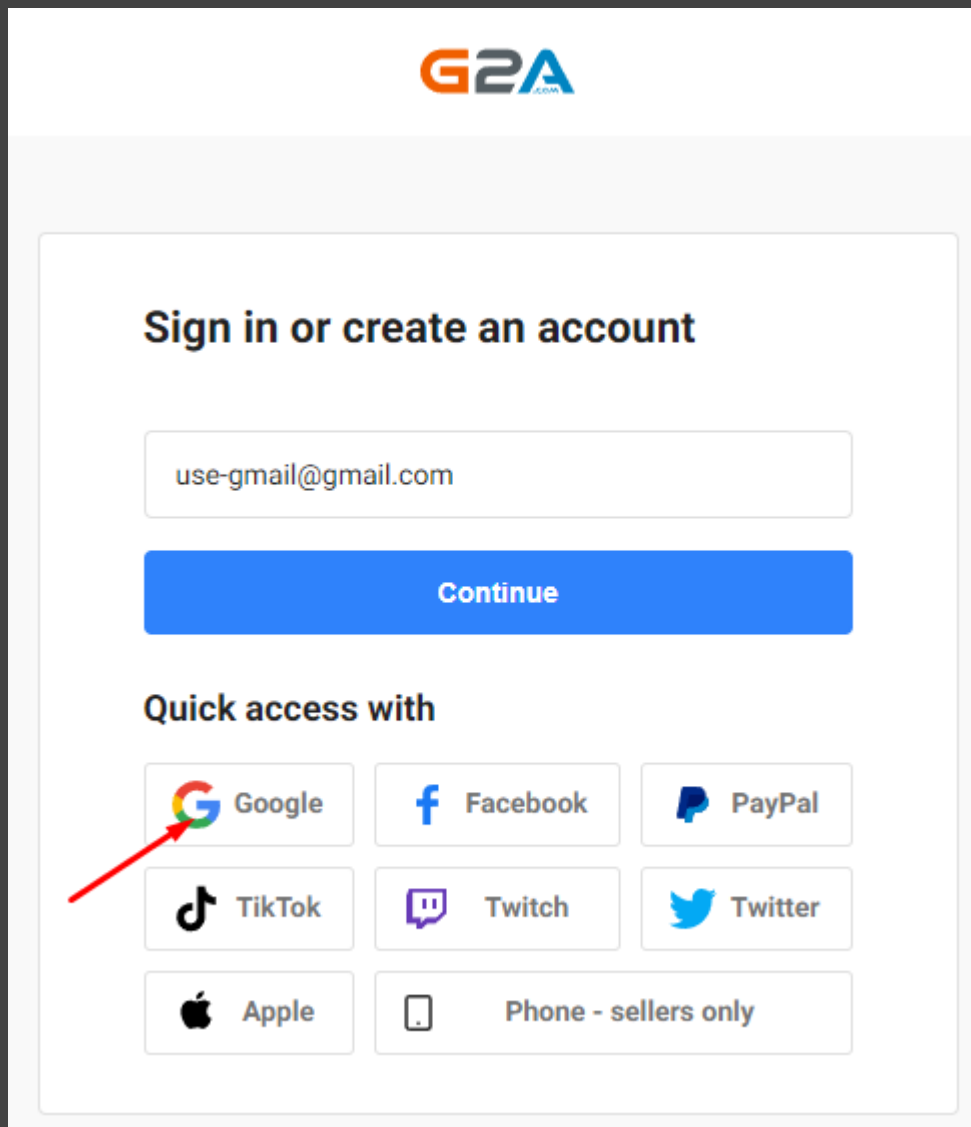 G2A
.COM
Sign in or create an account
use-gmail@gmail.com
Continue
Quick access with
Google Facebook PayPal
TikTok Twitch Twitter
Apple Phone - sellers only